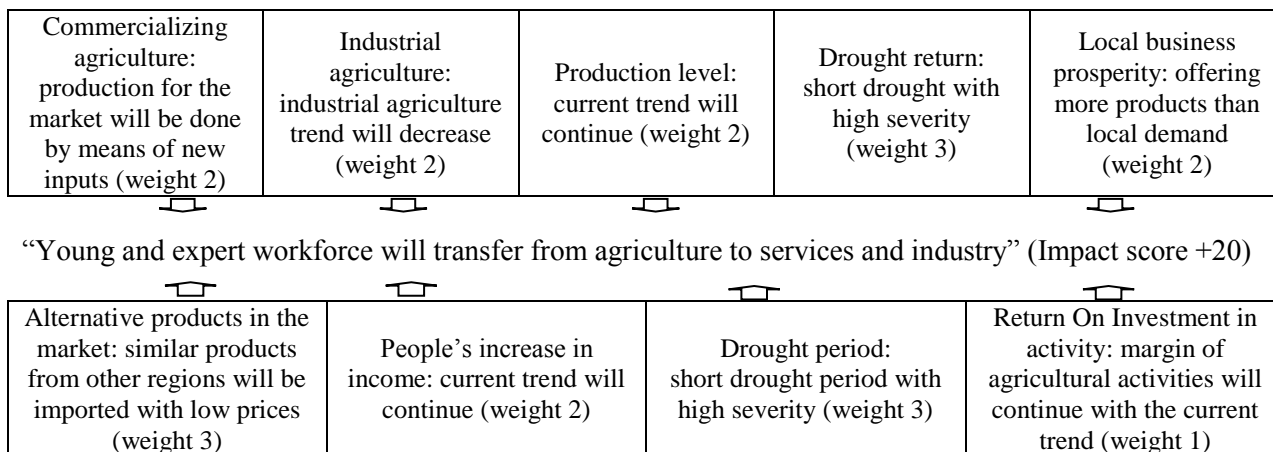 Commercializing
agriculture:
production for the
market will be done
by means of new
inputs (weight 2)
Industrial
agriculture:
industrial agriculture
trend will decrease
(weight 2)
Production level:
current trend will
continue (weight 2)
Drought return:
short drought with
high severity
(weight 3)
Local business
prosperity: offering
more products than
local demand
(weight 2)
“Young and expert workforce will transfer from agriculture to services and industry” (Impact score +20)
Alternative products in the
market: similar products
from other regions will be
imported with low prices
(weight 3)
People’s increase in
income: current trend will
continue (weight 2)
Drought period:
short drought period with
high severity (weight 3)
Return On Investment in
activity: margin of
agricultural activities will
continue with the current
trend (weight 1)